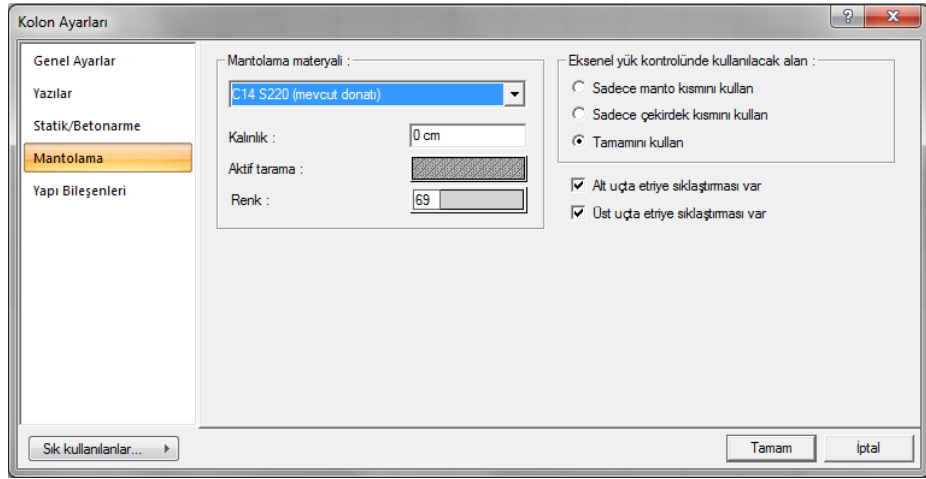 Kolon Ayarları
Genel Ayarlar
Yazılar
Statik/Betonarme
Mantolama
Yapı Bileşenleri
Mantolama materyali :
C14 S220 (mevcut donatı)
Kalınlık :
0 cm
Aktif tarama :
Renk :
69
Eksenel yük kontrolünde kullanılacak alan :
Sadece manto kısmını kullan
Sadece çekirdek kısmını kullan
Tamamını kullan
Alt uçta etriye sıklaştırması var
Üst uçta etriye sıklaştırması var
Sık kullanılanlar...
Tamam
İptal